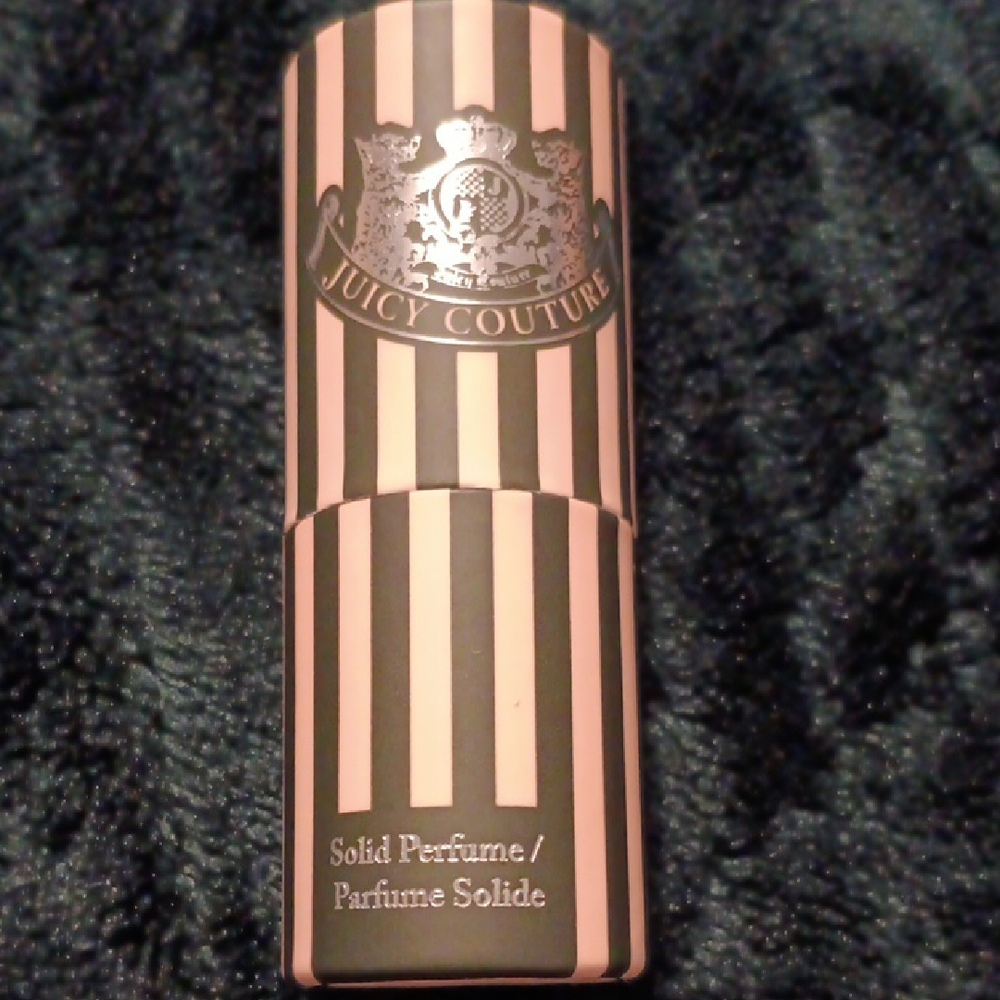 JUICY COUTURE
Solid Perfume /
Parfume Solide